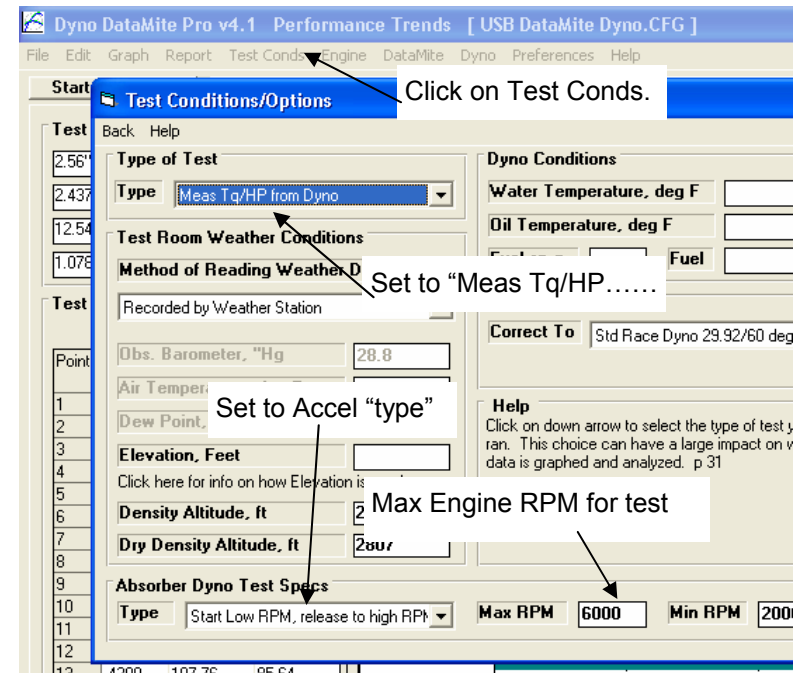 Dyno DataMite Pro v4.1 Performance Trends [ USB DataMite Dyno.CFG ]
File Edit Graph Report Test Conds Engine DataMite Dyno Preferences Help
Start
Click on Test Conds.
Test Conditions/Options
Back Help
Test
2.56"
2.437
12.54
1.078
Test
Point
1
2
3
4
5
6
7
8
9
10
11
12
Type of Test
Type Meas Tq/HP from Dyno
Test Room Weather Conditions
Method of Reading Weather D
Set to “Meas Tq/HP……
Recorded by Weather Station
Obs. Barometer, "Hg 28.8
Air Temper
Set to Accel “type”
Dew Point,
Elevation, Feet
Click here for info on how Elevation is
Density Altitude, ft 2
Dry Density Altitude, ft 2807
Dyno Conditions
Water Temperature, deg F
Oil Temperature, deg F
Fuel
Correct To Std Race Dyno 29.92/60 deg
Help
Click on down arrow to select the type of test y
ran. This choice can have a large impact on w
data is graphed and analyzed. p 31
Max Engine RPM for test
Absorber Dyno Test Specs
Type Start Low RPM, release to high RPM
Max RPM 6000 Min RPM 2000
107.76